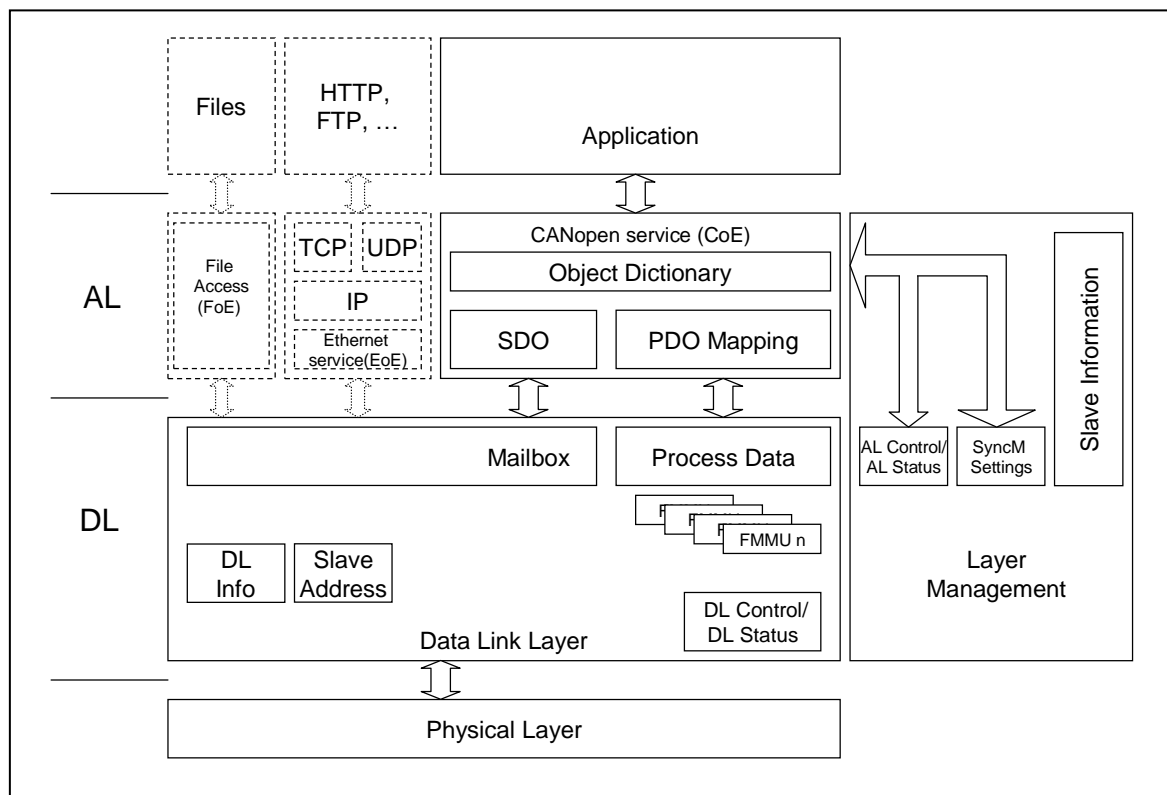 Files
HTTP,
FTP, …
Application
AL
File
Access
(FoE)
TCP
UDP
IP
Ethernet
service(EoE)
CANopen service (CoE)
Object Dictionary
SDO
PDO Mapping
Slave Information
AL Control/
AL Status
SyncM
Settings
Layer
Management
DL
Mailbox
Process Data
FMMU n
DL
Info
Slave
Address
DL Control/
DL Status
Data Link Layer
Physical Layer